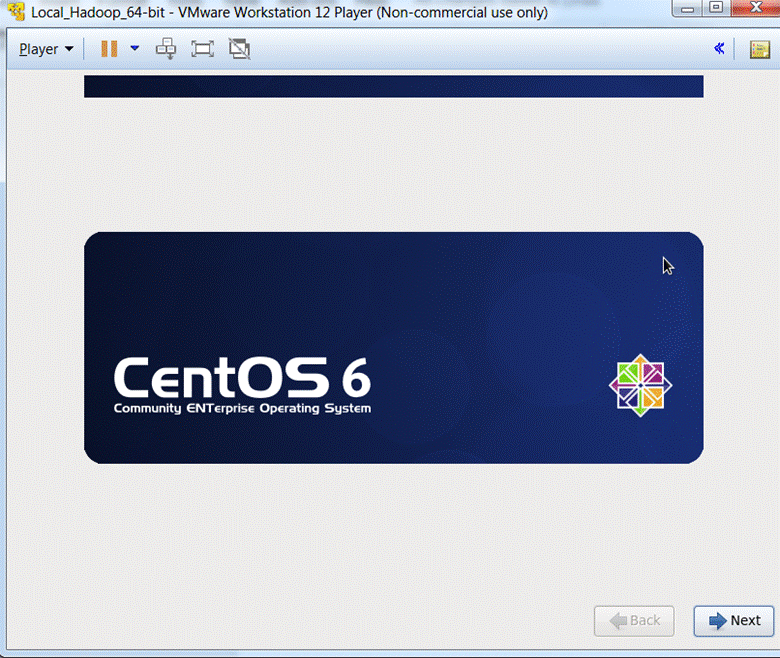 Local_Hadoop_64-bit - VMware Workstation 12 Player (Non-commercial use only)
Player
CentOS 6
Community ENTerprise Operating System
Back
Next